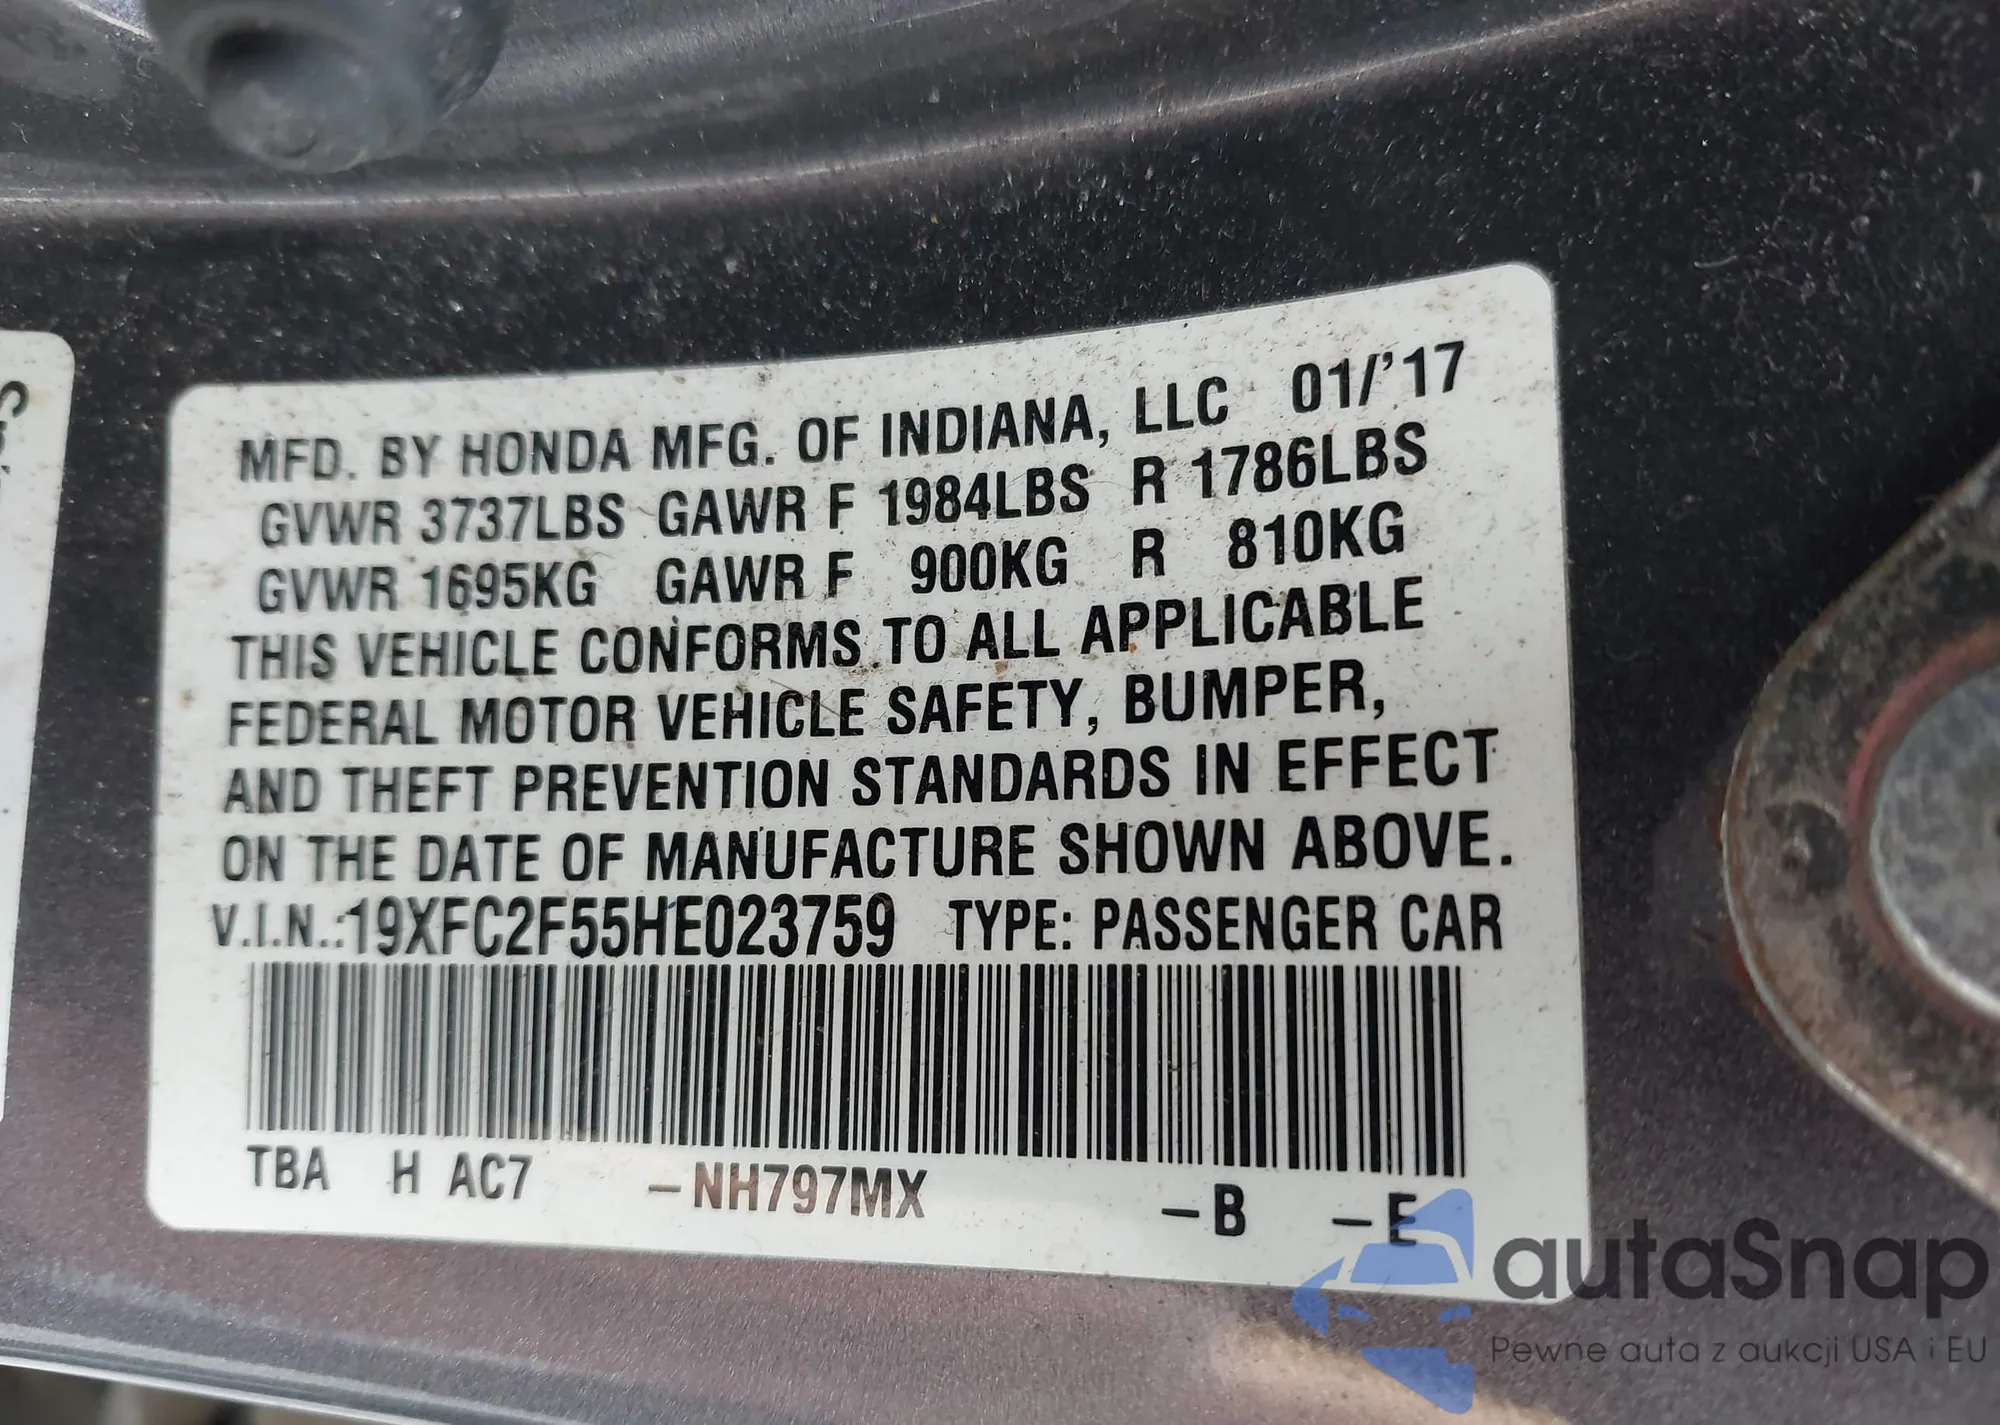 MFD. BY HONDA MFG. OF INDIANA, LLC 01/'17
GVWR 3737LBS GAWR F 1984LBS R 1786LBS
GVWR 1695KG GAWR F 900KG R 810KG
THIS VEHICLE CONFORMS TO ALL APPLICABLE
FEDERAL MOTOR VEHICLE SAFETY, BUMPER,
AND THEFT PREVENTION STANDARDS IN EFFECT
ON THE DATE OF MANUFACTURE SHOWN ABOVE.
V.I.N.:19XFC2F55HE023759 TYPE: PASSENGER CAR
TBA H AC7 –NH797MX –B –E
autaSnap
Pewne auta z aukcji USA i EU